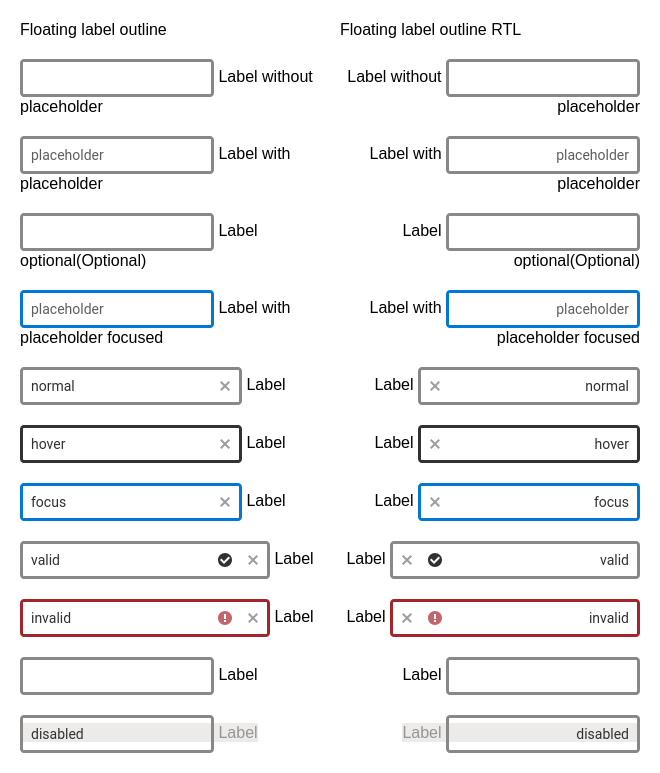 Floating label outline
Label without
placeholder
placeholder Label with
placeholder
Label
optional(Optional)
placeholder Label with
placeholder focused
normal Label
hover Label
focus Label
valid Label
invalid Label
Label
disabled Label
Floating label outline RTL
Label without
placeholder
Label with placeholder
placeholder
Label
optional(Optional)
Label with placeholder
placeholder focused
Label normal
Label hover
Label focus
Label valid
Label invalid
Label
Label disabled